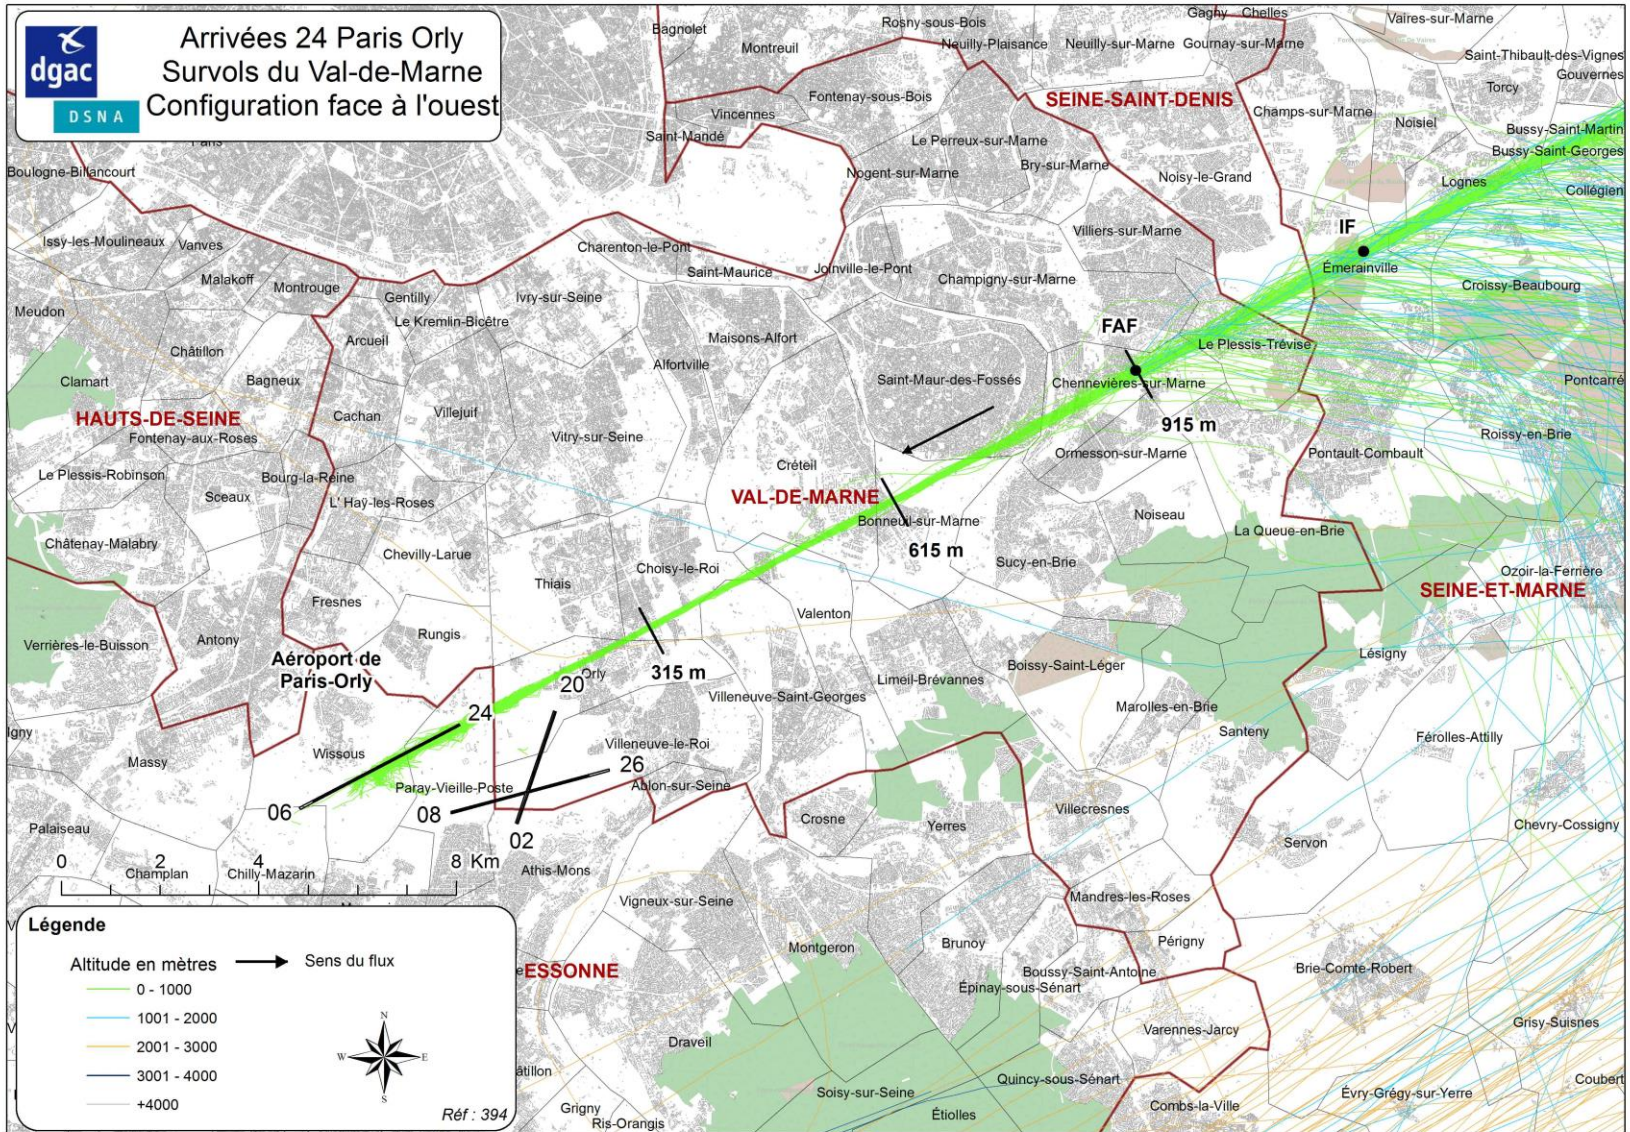 dgac
DSNA
Arrivées 24 Paris Orly
Survols du Val-de-Marne
Configuration face à l'ouest
Bagnolet
Montreuil
Rosny-sous-Bois
Neuilly-Plaisance
Neuilly-sur-Marne
Gagny
Chelles
Gournay-sur-Marne
Vaires-sur-Marne
Saint-Thibault-des-Vignes
Gouvernes
Torcy
Fontenay-sous-Bois
SEINE-SAINT-DENIS
Champs-sur-Marne
Noisiel
Vincennes
Saint-Mandé
Le Perreux-sur-Marne
Bussy-Saint-Martin
Bussy-Saint-Georges
Paris
Boulogne-Billancourt
Nogent-sur-Marne
Bry-sur-Marne
Noisy-le-Grand
Lognes
Collégien
IF
Issy-les-Moulineaux
Vanves
Charenton-le-Pont
Villiers-sur-Marne
Malakoff
Montrouge
Saint-Maurice
Joinville-le-Pont
Champigny-sur-Marne
Émerainville
Croissy-Beaubourg
Meudon
Gentilly
Ivry-sur-Seine
Le Kremlin-Bicêtre
FAF
Arcueil
Maisons-Alfort
Le Plessis-Trévise
Châtillon
Alfortville
Clamart
Bagneux
Saint-Maur-des-Fossés
Chennevières-sur-Marne
Pontcarré
HAUTS-DE-SEINE
Cachan
Villejuif
915 m
Fontenay-aux-Roses
Vitry-sur-Seine
Roissy-en-Brie
Ormesson-sur-Marne
Pontault-Combault
Le Plessis-Robinson
Bourg-la-Reine
Créteil
Sceaux
L' Haÿ-les-Roses
VAL-DE-MARNE
Noiseau
Bonneuil-sur-Marne
La Queue-en-Brie
Châtenay-Malabry
Chevilly-Larue
615 m
Sucy-en-Brie
Choisy-le-Roi
Thiais
Ozoir-la-Ferrière
SEINE-ET-MARNE
Fresnes
Valenton
Verrières-le-Buisson
Antony
Rungis
Lésigny
Aéroport de
Paris-Orly
315 m
Boissy-Saint-Léger
Orly
20
Limeil-Brévannes
Villeneuve-Saint-Georges
Marolles-en-Brie
24
Santeny
igny
Férolles-Attilly
Massy
Wissous
Villeneuve-le-Roi
26
Paray-Vieille-Poste
Ablon-sur-Seine
06
08
02
Crosne
Yerres
Villecresnes
Chevry-Cossigny
Palaiseau
Servon
0 2 4 8 Km
Champlan
Chilly-Mazarin
Athis-Mons
Vigneux-sur-Seine
Mandres-les-Roses
Montgeron
Brunoy
Périgny
ESSONNE
Boussy-Saint-Antoine
Épinay-sous-Sénart
Brie-Comte-Robert
Varennes-Jarcy
Grisy-Suisnes
Draveil
âtillon
Soisy-sur-Seine
Quincy-sous-Sénart
Évry-Grégy-sur-Yerre
Coubert
Grigny
Ris-Orangis
Étiolles
Combs-la-Ville
Légende
Altitude en mètres
Sens du flux
0 - 1000
1001 - 2000
2001 - 3000
3001 - 4000
+4000
N
W
E
S
Réf : 394